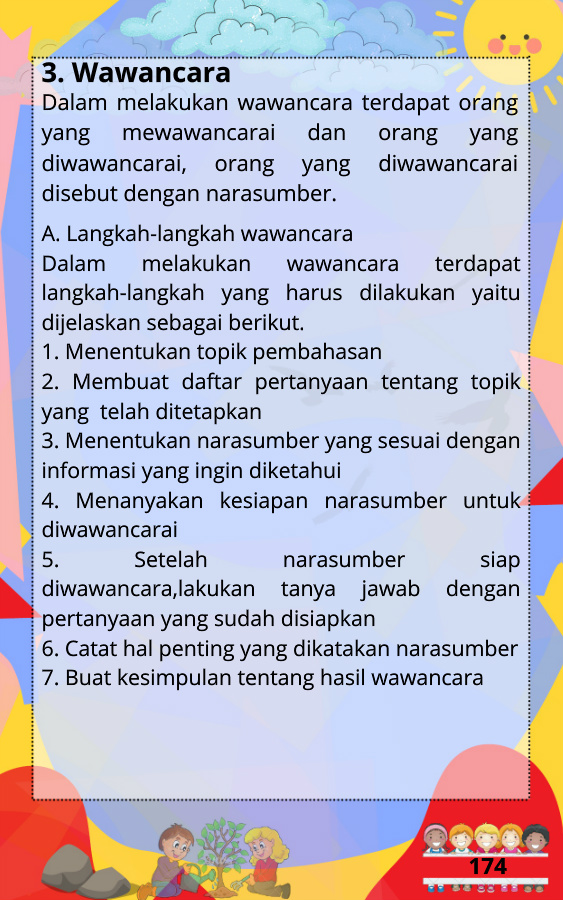 3. Wawancara
Dalam melakukan wawancara terdapat orang
yang mewawancarai dan orang yang
diwawancarai, orang yang diwawancarai
disebut dengan narasumber.
A. Langkah-langkah wawancara
Dalam melakukan wawancara terdapat
langkah-langkah yang harus dilakukan yaitu
dijelaskan sebagai berikut.
1. Menentukan topik pembahasan
2. Membuat daftar pertanyaan tentang topik
yang telah ditetapkan
3. Menentukan narasumber yang sesuai dengan
informasi yang ingin diketahui
4. Menanyakan kesiapan narasumber untuk
diwawancarai
5. Setelah narasumber siap
diwawancara,lakukan tanya jawab dengan
pertanyaan yang sudah disiapkan
6. Catat hal penting yang dikatakan narasumber
7. Buat kesimpulan tentang hasil wawancara
174